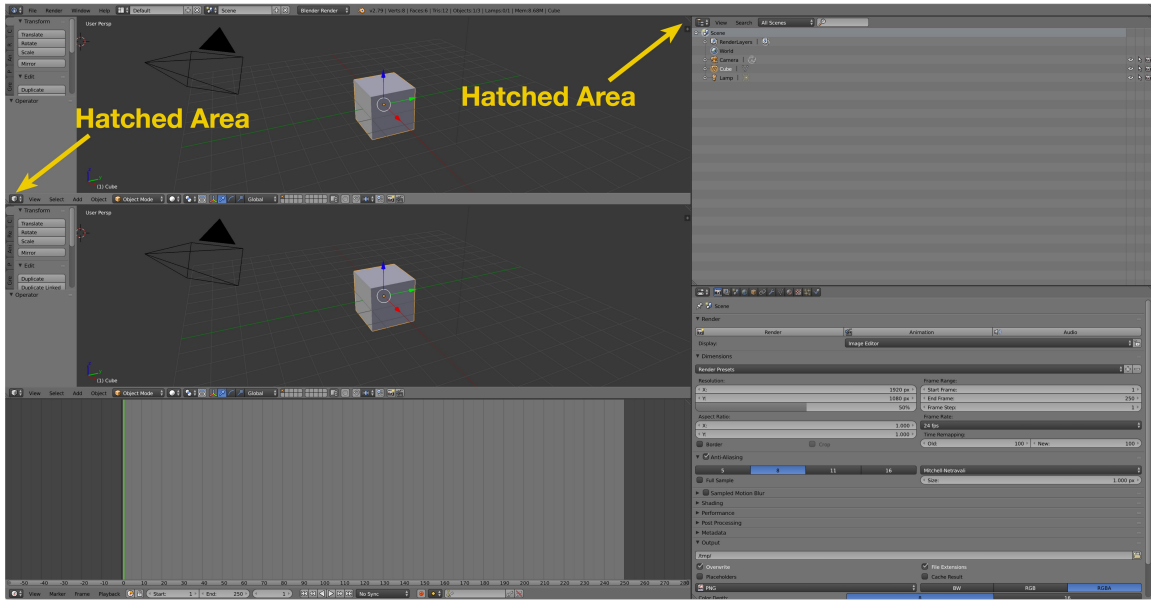 File Render Window Help Default Scene Blender Render v2.79 | Verts:8 | Faces:6 | Tris:12 | Objects:1/3 | Lamps:0/1 | Mem:9.68M | Cube
Transform
Translate
Rotate
Scale
Mirror
Edit
Duplicate
Operator
User Persp
Hatched Area
Hatched Area
(1) Cube
View Select Add Object Object Mode Global
Transform
Translate
Rotate
Scale
Mirror
Edit
Duplicate
Duplicate Linked
Operator
User Persp
(1) Cube
View Select Add Object Object Mode Global
-50 -40 -30 -20 -10 0 10 20 30 40 50 60 70 80 90 100 110 120 130 140 150 160 170 180 190 200 210 220 230 240 250 260 270 280
View Marker Frame Playback Start: 1 End: 250 1 No Sync
View Search All Scenes
Scene
RenderLayers
World
Camera
Cube
Lamp
Scene
Render
Render Animation Audio
Display: Image Editor
Dimensions
Render Presets
Resolution: Frame Range:
X: 1920 px Start Frame: 1
Y: 1080 px End Frame: 250
50% Frame Step: 1
Aspect Ratio: Frame Rate:
X: 1.000 24 fps
Y: 1.000 Time Remapping:
Border Crop Old: 100 New: 100
Anti-Aliasing
5 8 11 16 Mitchell-Netravali
Full Sample Size: 1.000 px
Sampled Motion Blur
Shading
Performance
Post Processing
Metadata
Output
/tmp/
Overwrite File Extensions
Placeholders Cache Result
PNG BW RGB RGBA
Color Depth: 8 16